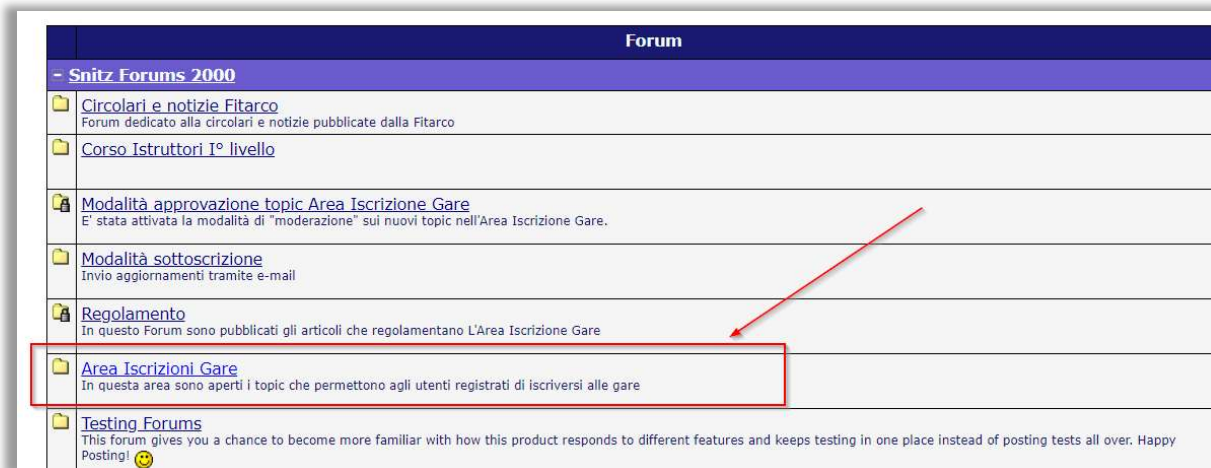 Forum
- Snitz Forums 2000
Circolari e notizie Fitarco
Forum dedicato alla circolari e notizie pubblicate dalla Fitarco
Corso Istruttori I° livello
Modalità approvazione topic Area Iscrizione Gare
E' stata attivata la modalità di "moderazione" sui nuovi topic nell'Area Iscrizione Gare.
Modalità sottoscrizione
Invio aggiornamenti tramite e-mail
Regolamento
In questo Forum sono pubblicati gli articoli che regolamentano L'Area Iscrizione Gare
Area Iscrizioni Gare
In questa area sono aperti i topic che permettono agli utenti registrati di iscriversi alle gare
Testing Forums
This forum gives you a chance to become more familiar with how this product responds to different features and keeps testing in one place instead of posting tests all over. Happy
Posting!